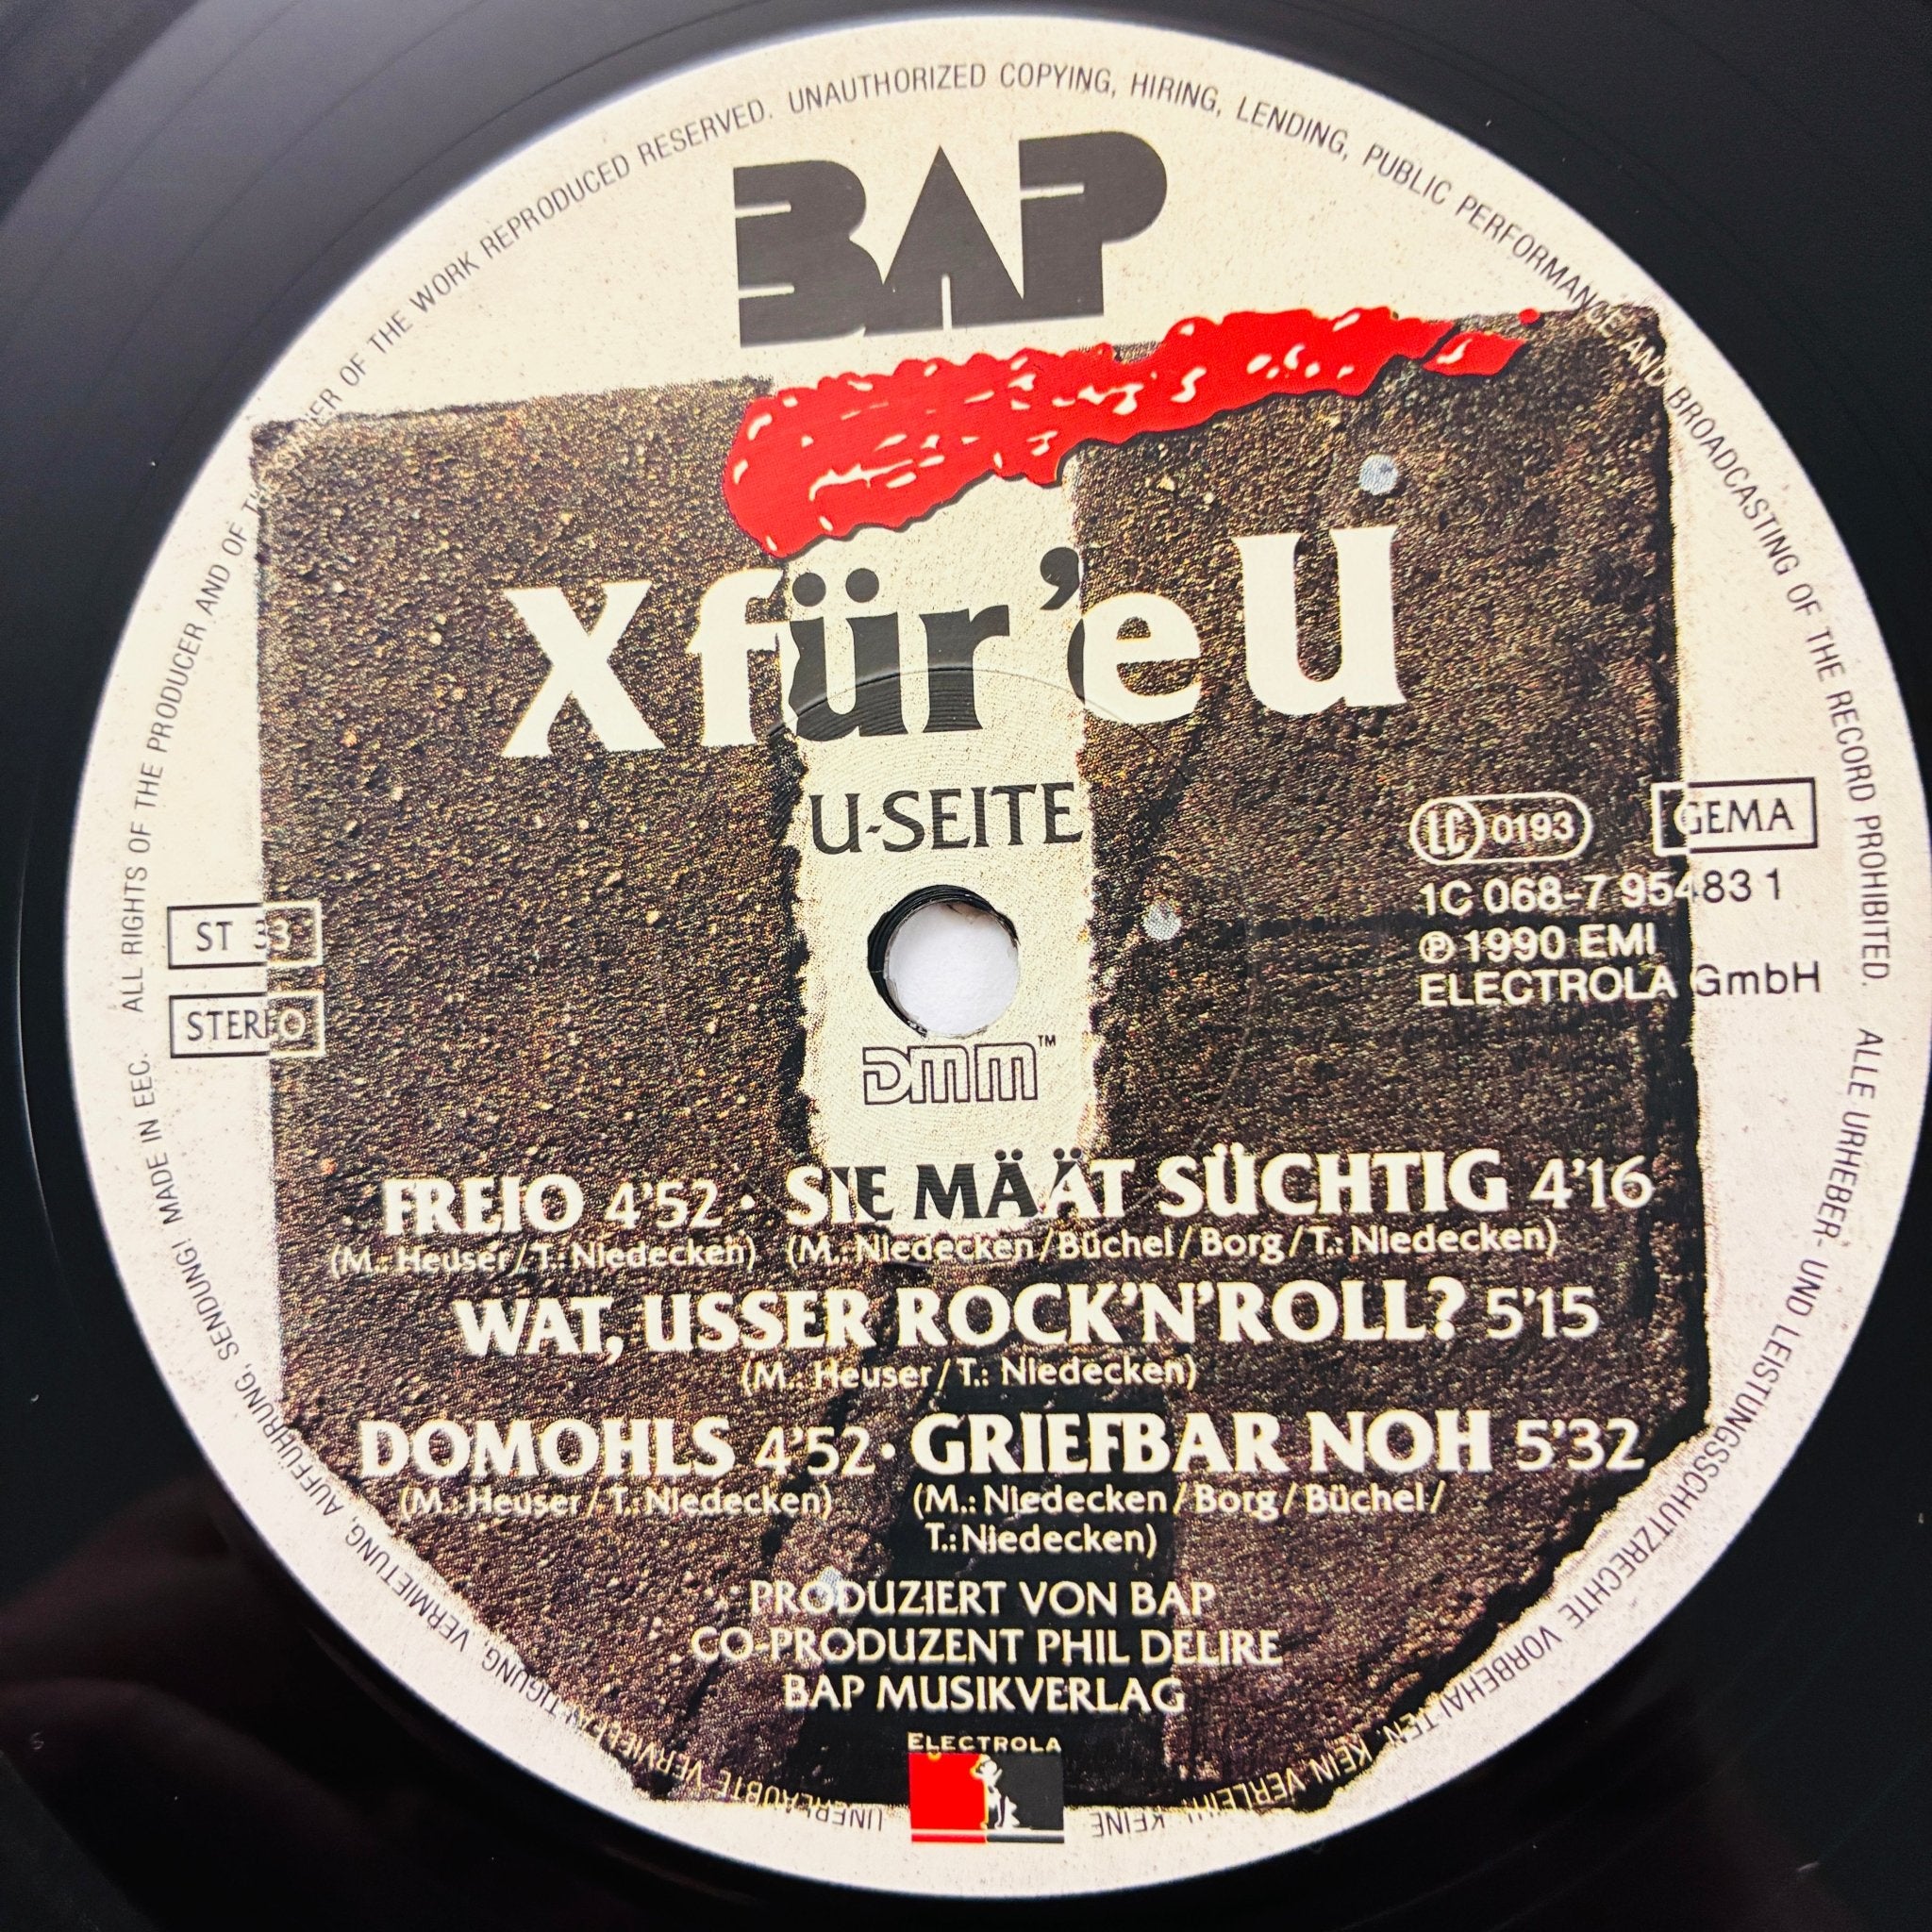 BAP
X für 'e U
U-SEITE
LC 0193 GEMA
1C 068-7 95483 1
℗ 1990 EMI
ELECTROLA GmbH
ST 33
STEREO
DMM™
FREIO 4'52 · SIE MÄÄT SÜCHTIG 4'16
(M.: Heuser/T.: Niedecken) (M.: Niedecken/Büchel/Borg/T.: Niedecken)
WAT, USSER ROCK'N'ROLL? 5'15
(M.: Heuser/T.: Niedecken)
DOMOHLS 4'52 · GRIEFBAR NOH 5'32
(M.: Heuser/T.: Niedecken) (M.: Niedecken/Borg/Büchel/
T.: Niedecken)
PRODUZIERT VON BAP
CO-PRODUZENT PHIL DELIRE
BAP MUSIKVERLAG
ELECTROLA
ALL RIGHTS OF THE PRODUCER AND OF THE OWNER OF THE WORK REPRODUCED RESERVED. UNAUTHORIZED COPYING, HIRING, LENDING, PUBLIC PERFORMANCE AND BROADCASTING OF THE RECORD PROHIBITED.
ALLE URHEBER- UND LEISTUNGSSCHUTZRECHTE VORBEHALTEN. KEIN VERLEIH! KEINE
UNERLAUBTE VERVIELFÄLTIGUNG, VERMIETUNG, AUFFÜHRUNG, SENDUNG! MADE IN EEC.